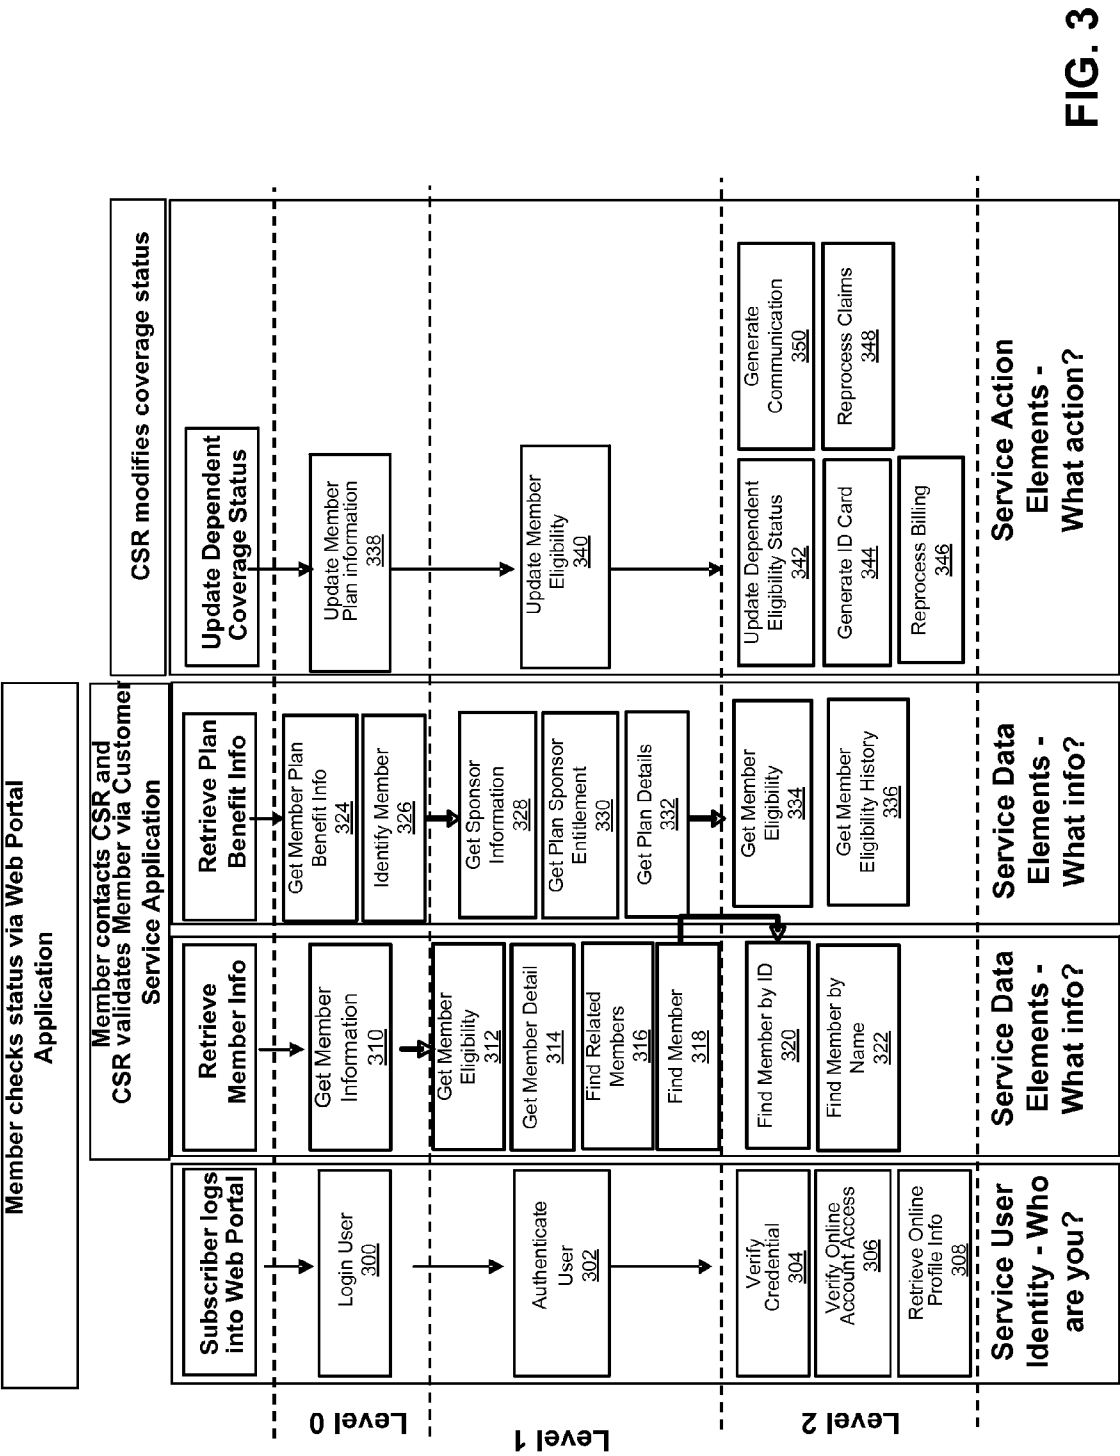 Member checks status via Web Portal
Application
Member contacts CSR and
CSR validates Member via Customer
Service Application
CSR modifies coverage status
Subscriber logs
into Web Portal
Retrieve
Member Info
Retrieve Plan
Benefit Info
Update Dependent
Coverage Status
Level 0
Login User
300
Get Member
Information
310
Get Member Plan
Benefit Info
324
Identify Member
326
Update Member
Plan information
338
Level 1
Authenticate
User
302
Get Member
Eligibility
312
Get Member Detail
314
Find Related
Members
316
Find Member
318
Get Sponsor
Information
328
Get Plan Sponsor
Entitlement
330
Get Plan Details
332
Update Member
Eligibility
340
Level 2
Verify
Credential
304
Verify Online
Account Access
306
Retrieve Online
Profile Info
308
Find Member by ID
320
Find Member by
Name
322
Get Member
Eligibility
334
Get Member
Eligibility History
336
Update Dependent
Eligibility Status
342
Generate ID Card
344
Reprocess Billing
346
Generate
Communication
350
Reprocess Claims
348
Service User
Identity - Who
are you?
Service Data
Elements -
What info?
Service Data
Elements -
What info?
Service Action
Elements -
What action?
FIG. 3